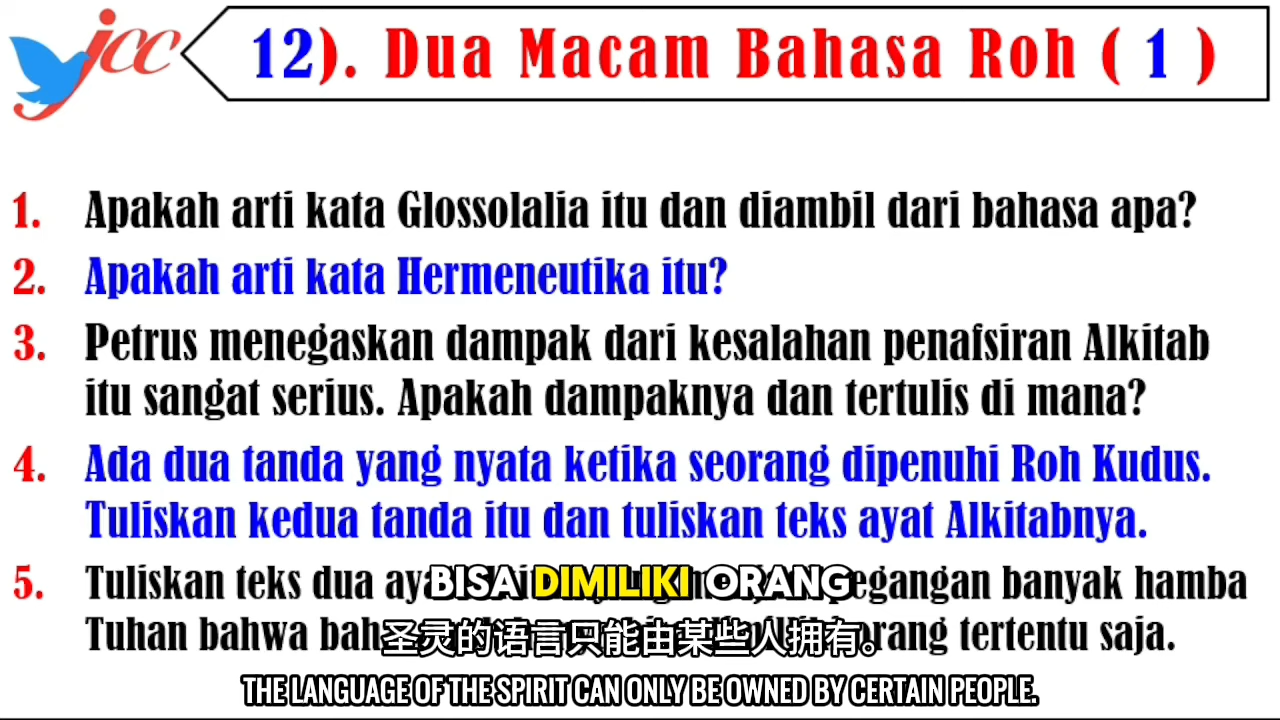 jcc
12). Dua Macam Bahasa Roh ( 1 )
1. Apakah arti kata Glossolalia itu dan diambil dari bahasa apa?
2. Apakah arti kata Hermeneutika itu?
3. Petrus menegaskan dampak dari kesalahan penafsiran Alkitab
itu sangat serius. Apakah dampaknya dan tertulis di mana?
4. Ada dua tanda yang nyata ketika seorang dipenuhi Roh Kudus.
Tuliskan kedua tanda itu dan tuliskan teks ayat Alkitabnya.
5. Tuliskan teks dua pegangan banyak hamba
BISA DIMILIKI ORANG
Tuhan bahwa orang tertentu saja.
圣灵的语言只能由某些人拥有。
THE LANGUAGE OF THE SPIRIT CAN ONLY BE OWNED BY CERTAIN PEOPLE.